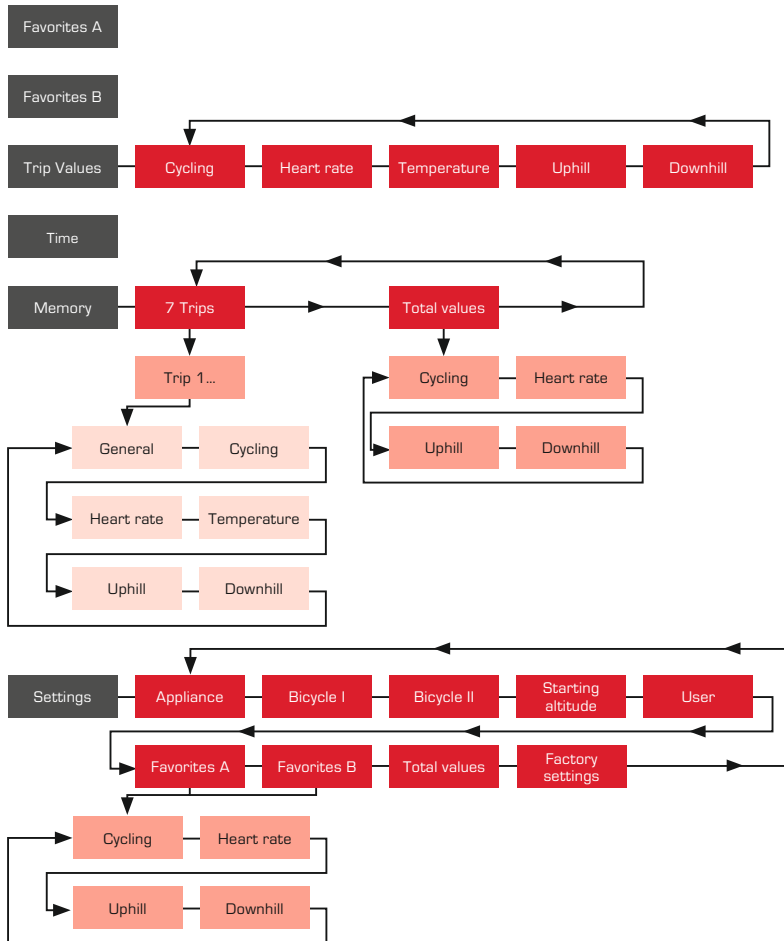 Favorites A
Favorites B
Trip Values
Cycling
Heart rate
Temperature
Uphill
Downhill
Time
Memory
7 Trips
Total values
Trip 1...
Cycling
Heart rate
General
Cycling
Uphill
Downhill
Heart rate
Temperature
Uphill
Downhill
Settings
Appliance
Bicycle I
Bicycle II
Starting
altitude
User
Favorites A
Favorites B
Total values
Factory
settings
Cycling
Heart rate
Uphill
Downhill